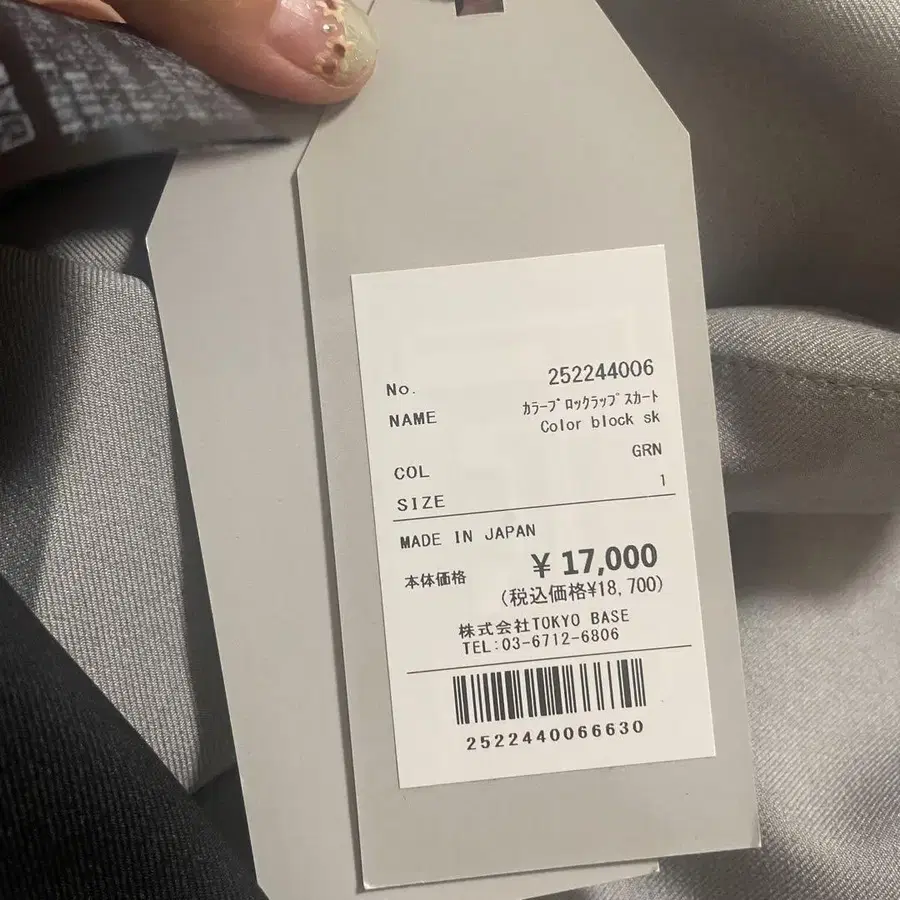 No. 252244006
NAME ｶﾗｰﾌﾞﾛｯｸﾗｯﾌﾟｽｶｰﾄ
Color block sk
COL GRN
SIZE 1
MADE IN JAPAN
本体価格 ¥ 17,000
(税込価格¥18,700)
株式会社TOKYO BASE
TEL:03-6712-6806
2522440066630